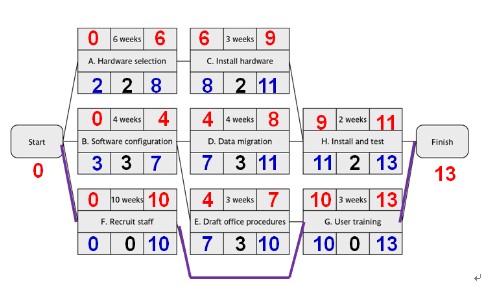 0 6 weeks 6 6 3 weeks 9
A. Hardware selection C. Install hardware
2 2 8 8 2 11
0 4 weeks 4 4 4 weeks 8 9 2 weeks 11
Start B. Software configuration D. Data migration H. Install and test Finish
0 3 3 7 7 3 11 11 2 13 13
0 10 weeks 10 4 3 weeks 7 10 3 weeks 13
F. Recruit staff E. Draft office procedures G. User training
0 0 10 7 3 10 10 0 13